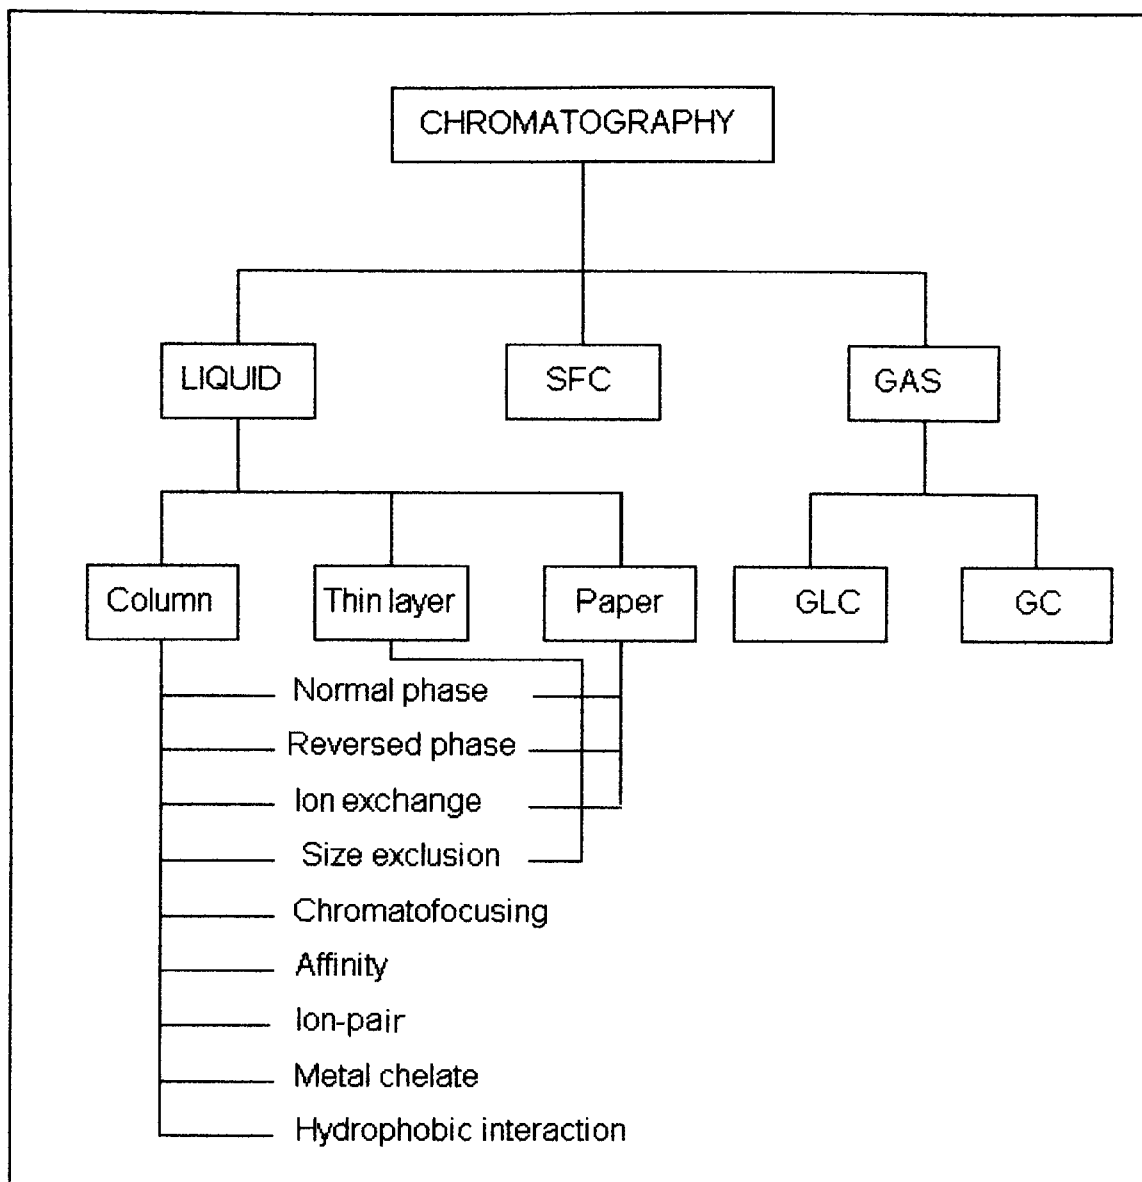 CHROMATOGRAPHY
LIQUID
SFC
GAS
Column
Thin layer
Paper
GLC
GC
Normal phase
Reversed phase
Ion exchange
Size exclusion
Chromatofocusing
Affinity
Ion-pair
Metal chelate
Hydrophobic interaction